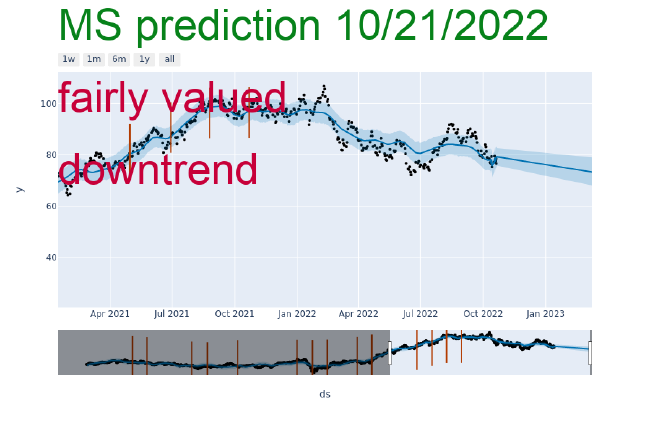 MS prediction 10/21/2022
1w 1m 6m 1y all
fairly valued
downtrend
100
80
60
40
y
Apr 2021 Jul 2021 Oct 2021 Jan 2022 Apr 2022 Jul 2022 Oct 2022 Jan 2023
ds